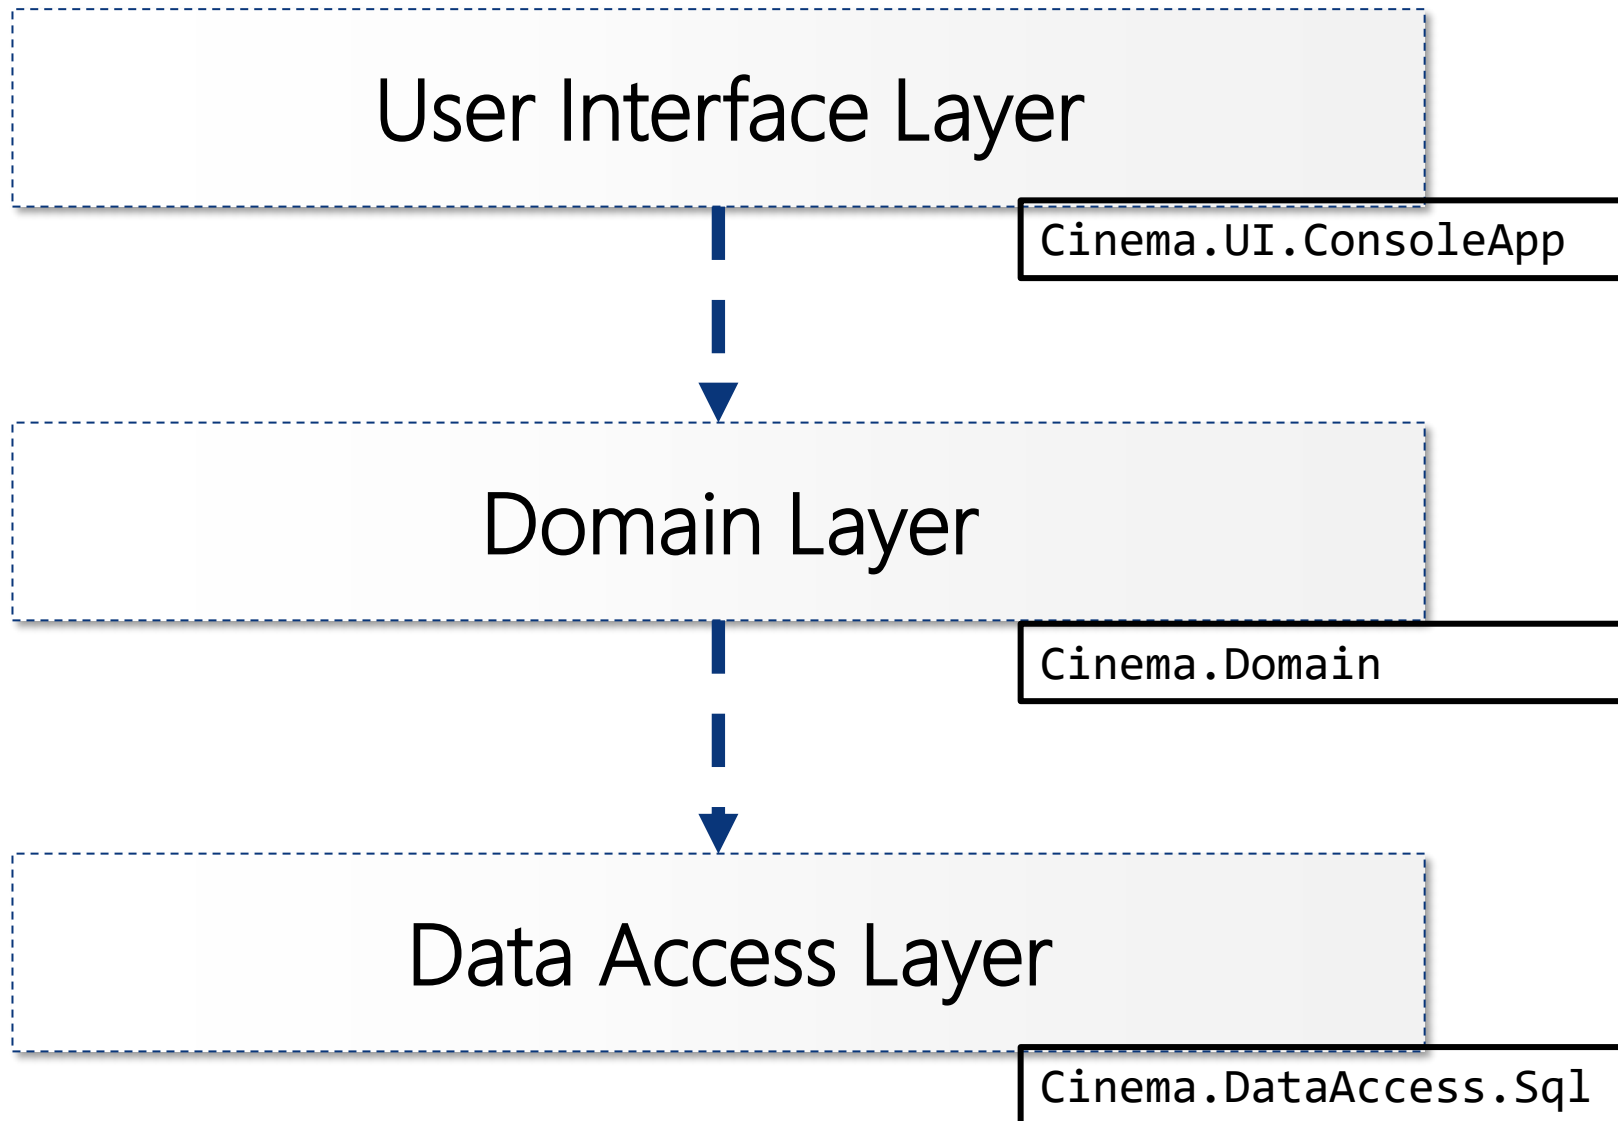 User Interface Layer
Cinema.UI.ConsoleApp
Domain Layer
Cinema.Domain
Data Access Layer
Cinema.DataAccess.Sql